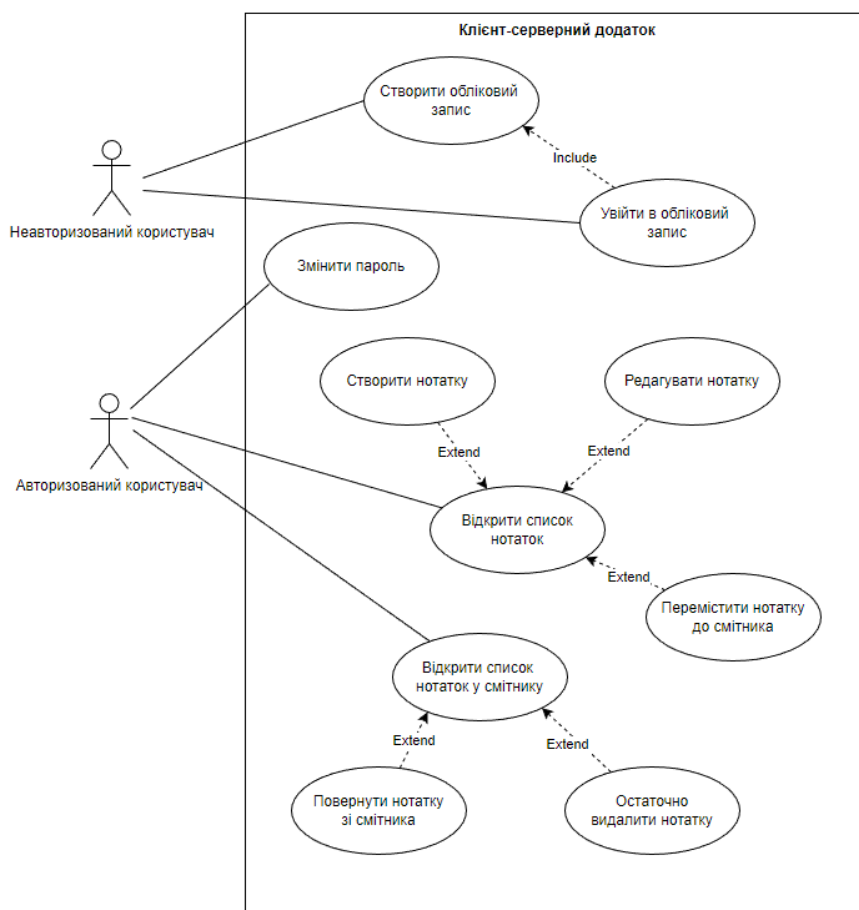 Клієнт-серверний додаток
Створити обліковий
запис
Include
Увійти в обліковий
запис
Неавторизований користувач
Змінити пароль
Створити нотатку
Редагувати нотатку
Extend
Extend
Авторизований користувач
Відкрити список
нотаток
Extend
Перемістити нотатку
до смітника
Відкрити список
нотаток у смітнику
Extend
Extend
Повернути нотатку
зі смітника
Остаточно
видалити нотатку